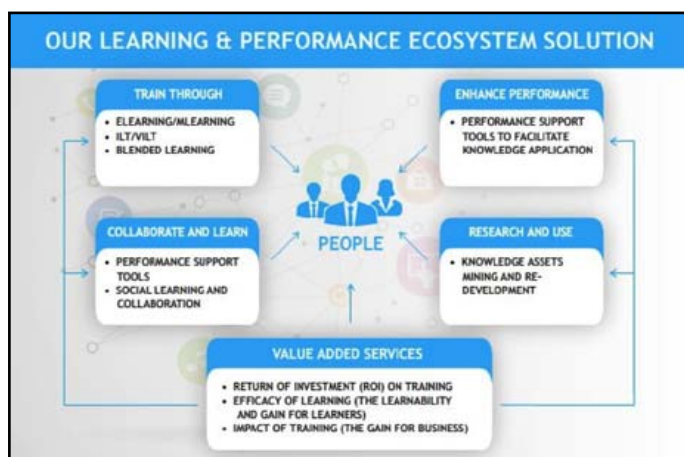 OUR LEARNING & PERFORMANCE ECOSYSTEM SOLUTION
TRAIN THROUGH
• ELEARNING/MLEARNING
• ILT/VILT
• BLENDED LEARNING
ENHANCE PERFORMANCE
• PERFORMANCE SUPPORT
TOOLS TO FACILITATE
KNOWLEDGE APPLICATION
PEOPLE
COLLABORATE AND LEARN
• PERFORMANCE SUPPORT
TOOLS
• SOCIAL LEARNING AND
COLLABORATION
RESEARCH AND USE
• KNOWLEDGE ASSETS
MINING AND RE-
DEVELOPMENT
VALUE ADDED SERVICES
• RETURN OF INVESTMENT (ROI) ON TRAINING
• EFFICACY OF LEARNING (THE LEARNABILITY
AND GAIN FOR LEARNERS)
• IMPACT OF TRAINING (THE GAIN FOR BUSINESS)